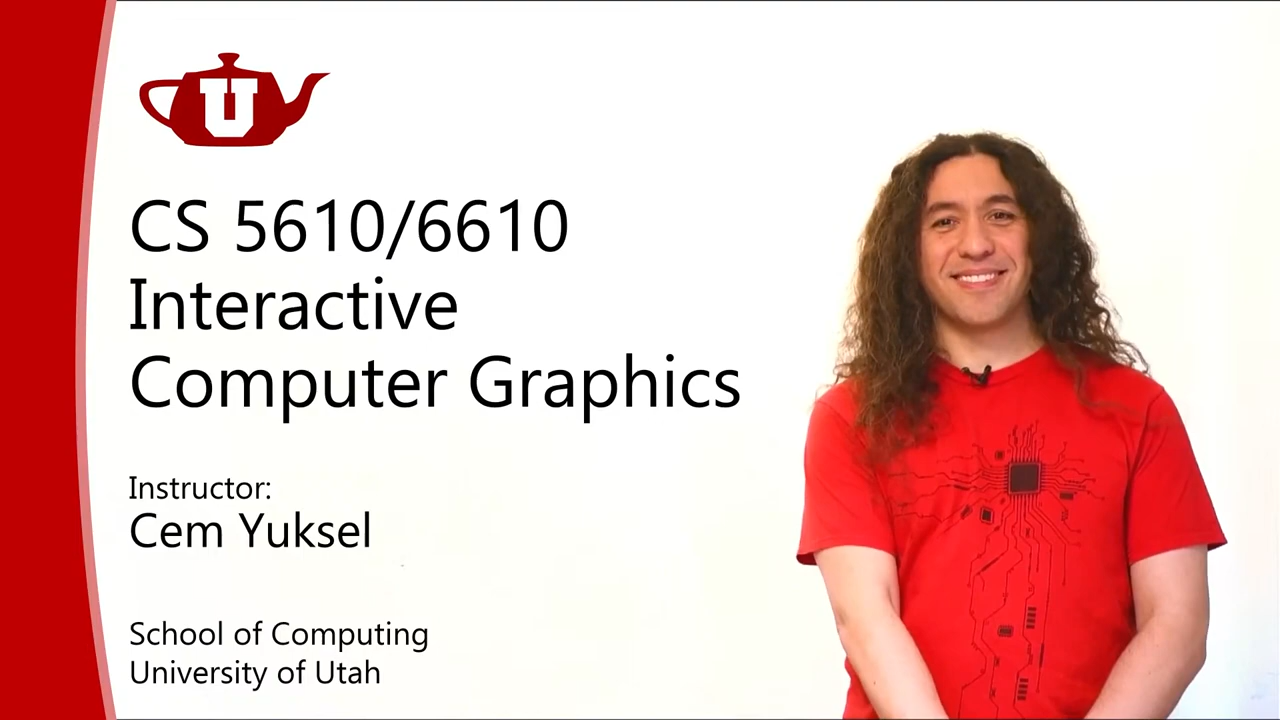 U
CS 5610/6610
Interactive
Computer Graphics
Instructor:
Cem Yuksel
School of Computing
University of Utah